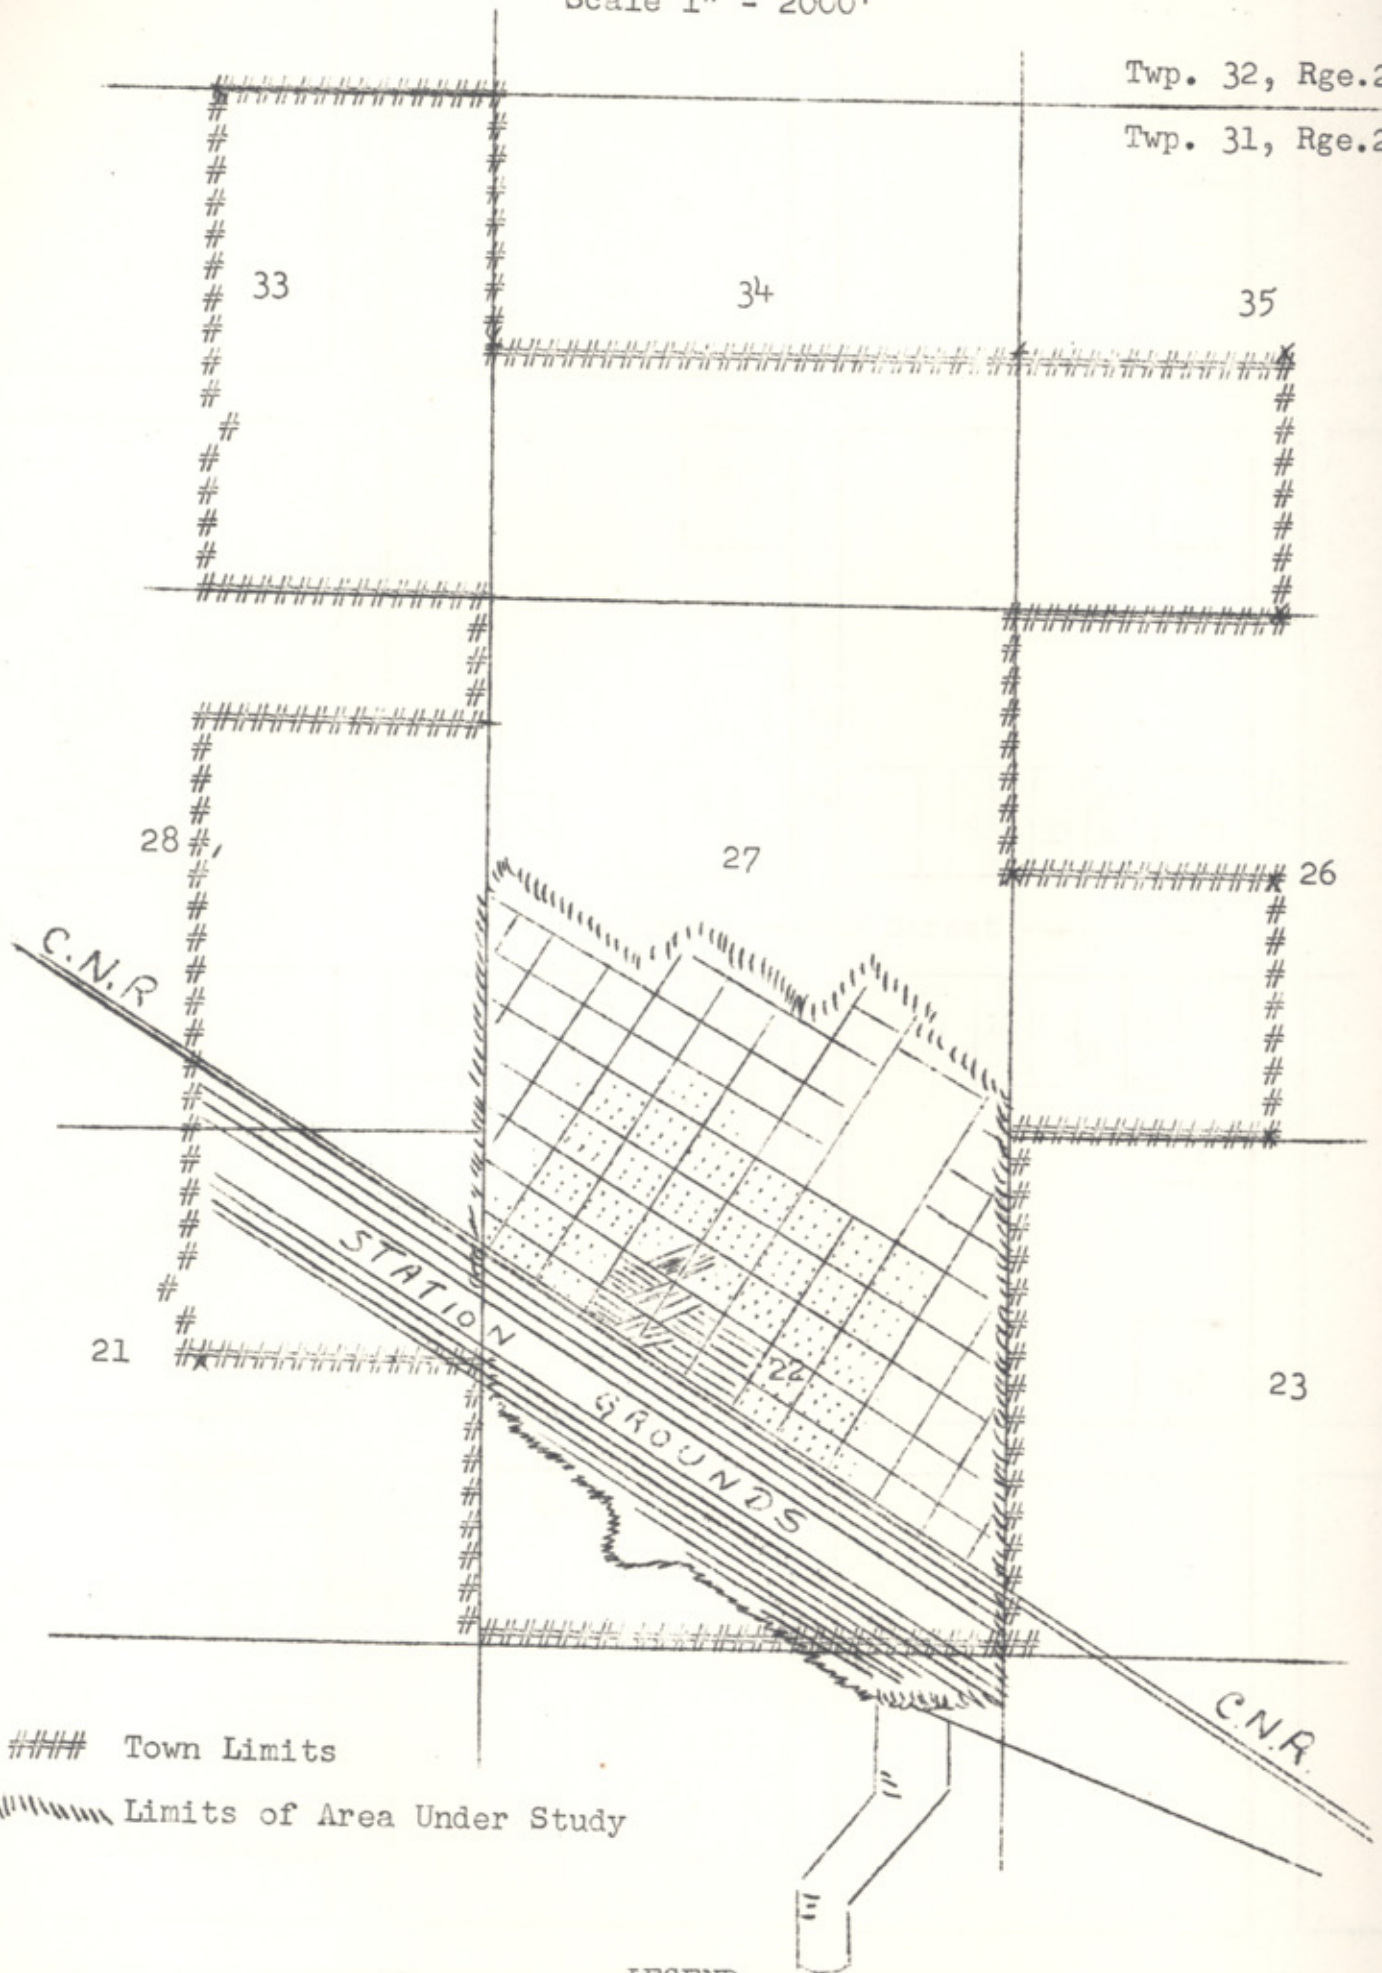 Scale 1" - 2000'
Twp. 32, Rge.2
Twp. 31, Rge.2
33
34
35
28
27
26
C.N.R
STATION GROUNDS
21
22
23
C.N.R.
#### Town Limits
Limits of Area Under Study
LEGEND